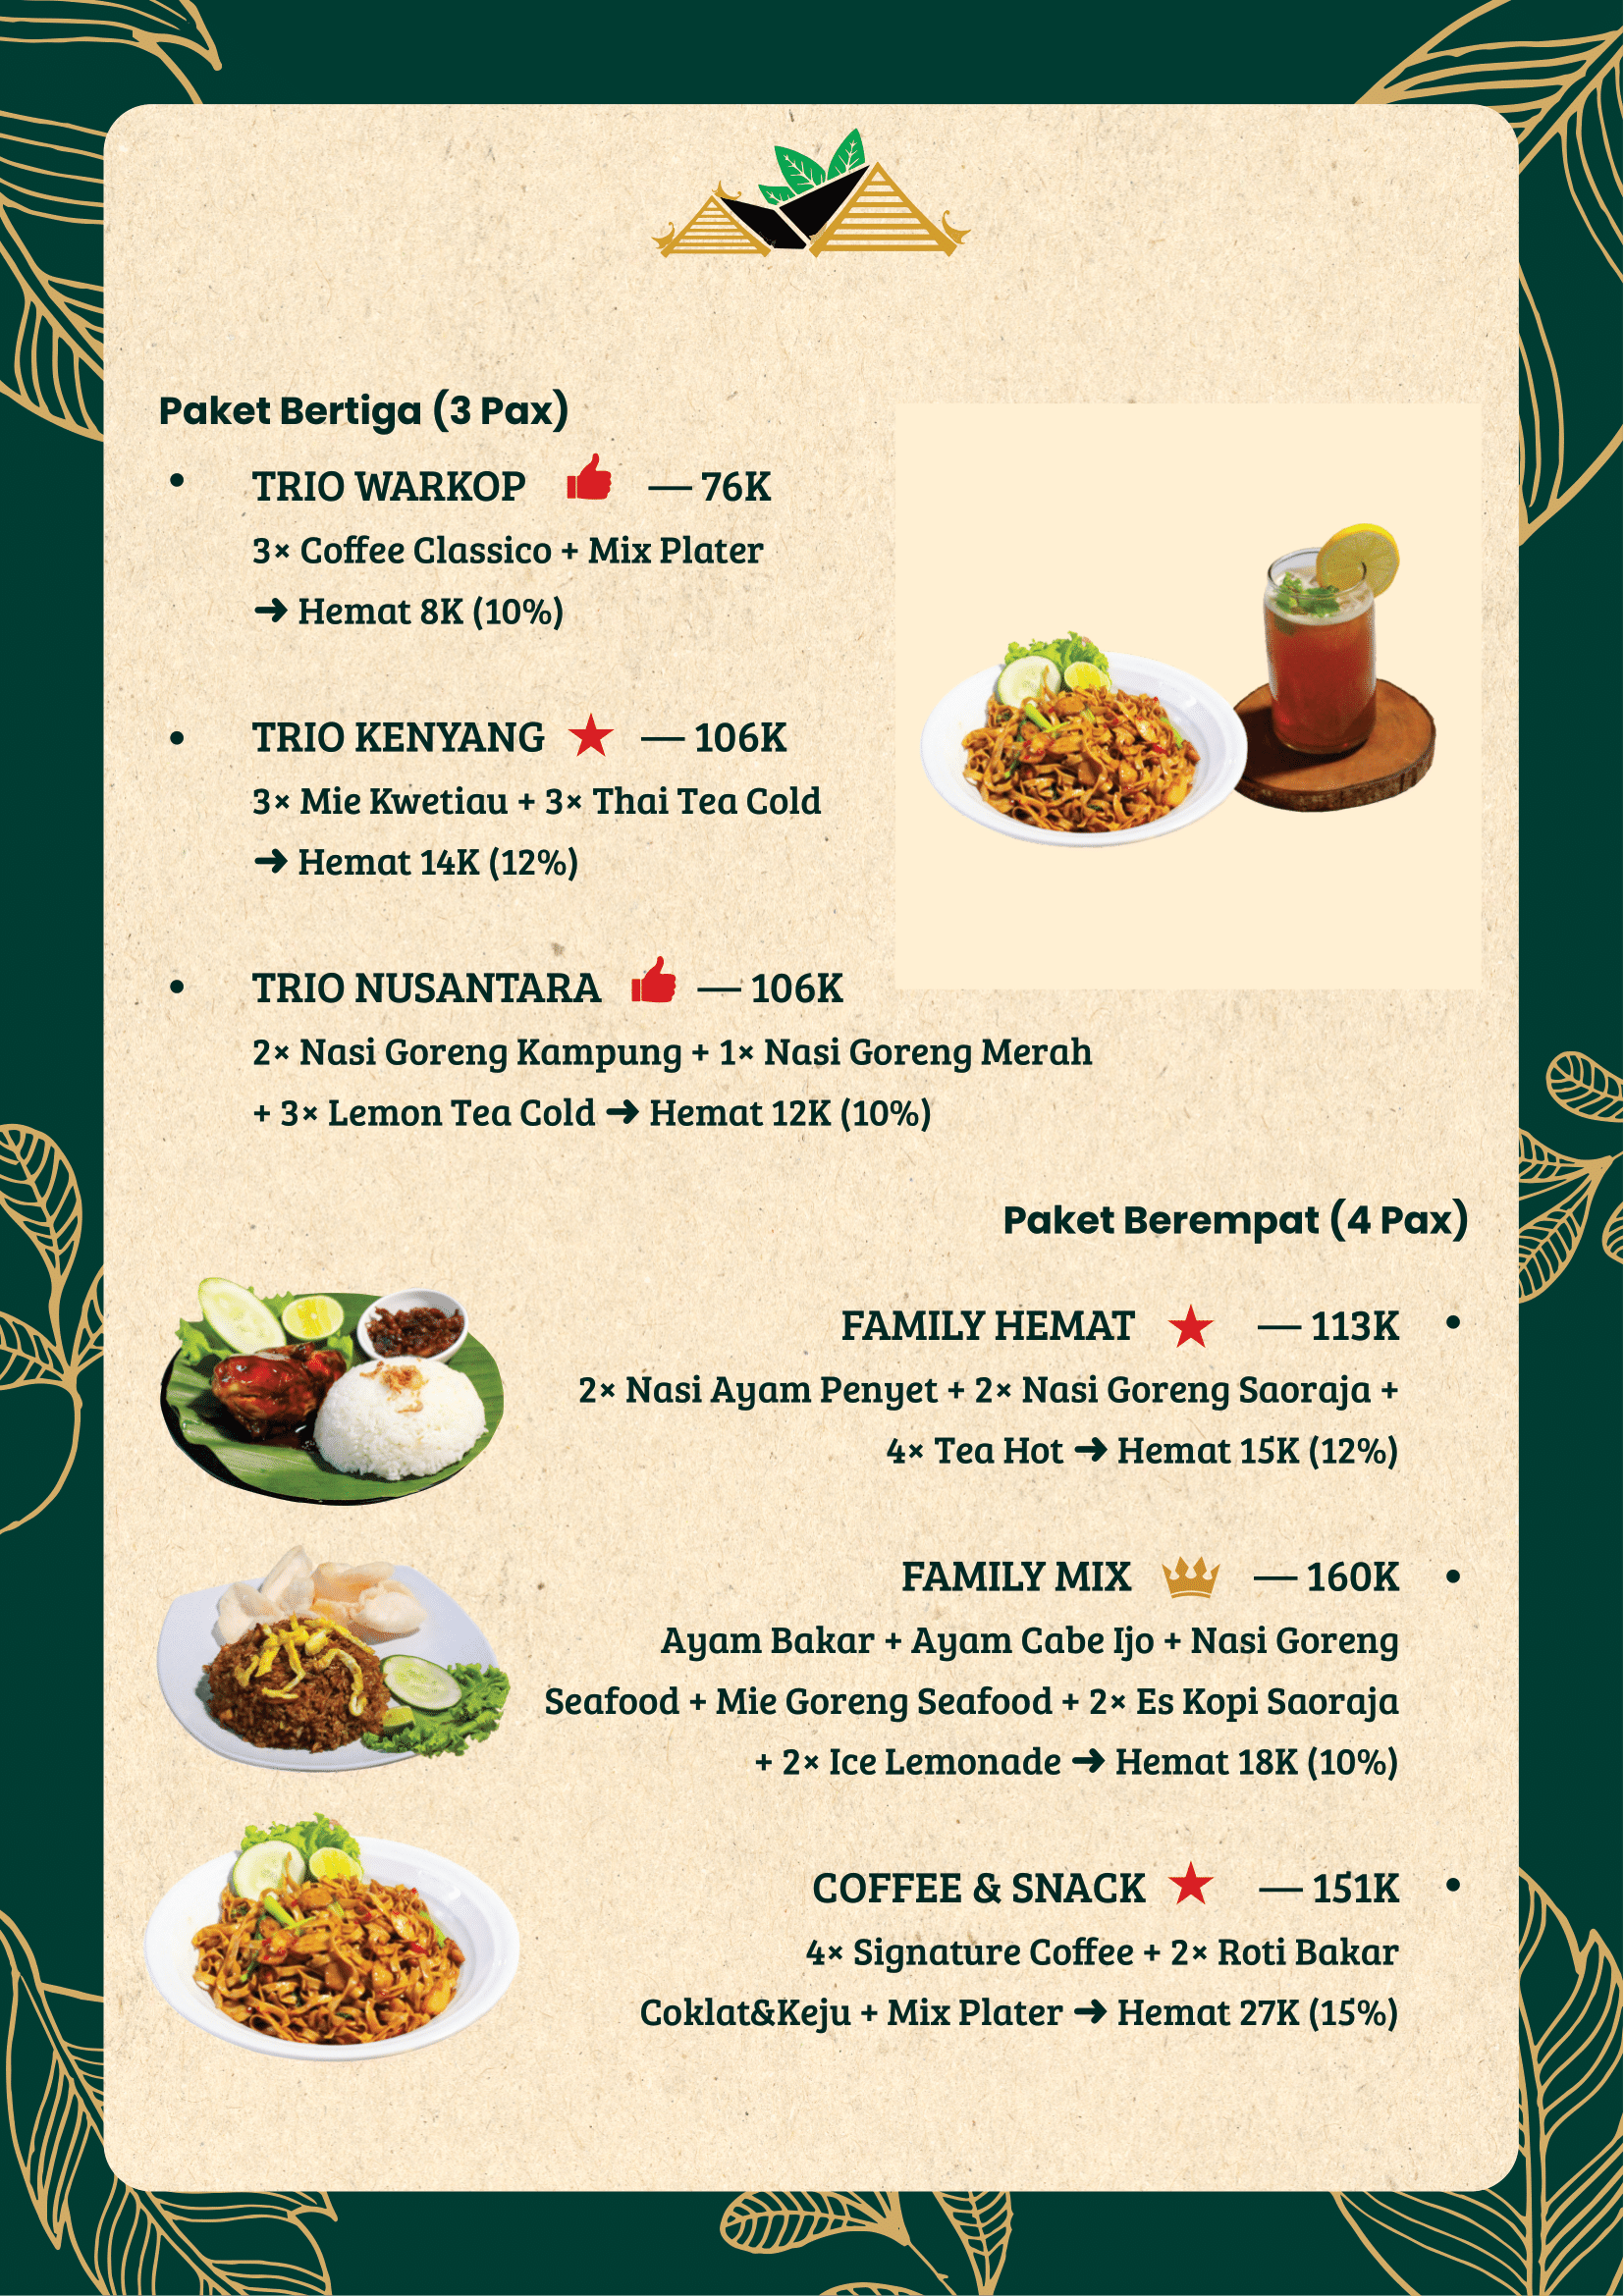 Paket Bertiga (3 Pax)
• TRIO WARKOP — 76K
3× Coffee Classico + Mix Plater
➜ Hemat 8K (10%)
• TRIO KENYANG — 106K
3× Mie Kwetiau + 3× Thai Tea Cold
➜ Hemat 14K (12%)
• TRIO NUSANTARA — 106K
2× Nasi Goreng Kampung + 1× Nasi Goreng Merah
+ 3× Lemon Tea Cold ➜ Hemat 12K (10%)
Paket Berempat (4 Pax)
FAMILY HEMAT — 113K •
2× Nasi Ayam Penyet + 2× Nasi Goreng Saoraja +
4× Tea Hot ➜ Hemat 15K (12%)
FAMILY MIX — 160K •
Ayam Bakar + Ayam Cabe Ijo + Nasi Goreng
Seafood + Mie Goreng Seafood + 2× Es Kopi Saoraja
+ 2× Ice Lemonade ➜ Hemat 18K (10%)
COFFEE & SNACK — 151K •
4× Signature Coffee + 2× Roti Bakar
Coklat&Keju + Mix Plater ➜ Hemat 27K (15%)